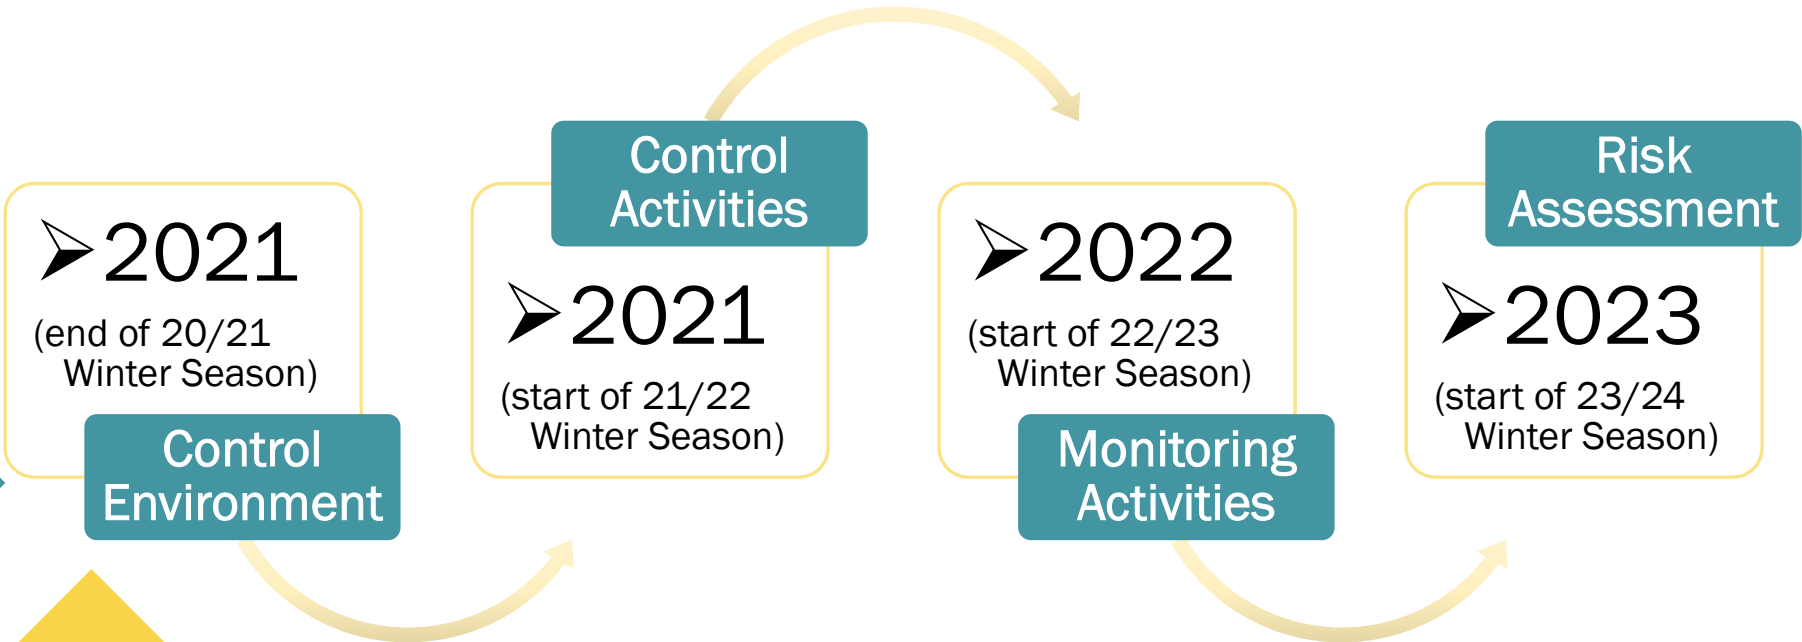 ➢2021
(end of 20/21
Winter Season)
Control
Environment
Control
Activities
➢2021
(start of 21/22
Winter Season)
➢2022
(start of 22/23
Winter Season)
Monitoring
Activities
Risk
Assessment
➢2023
(start of 23/24
Winter Season)